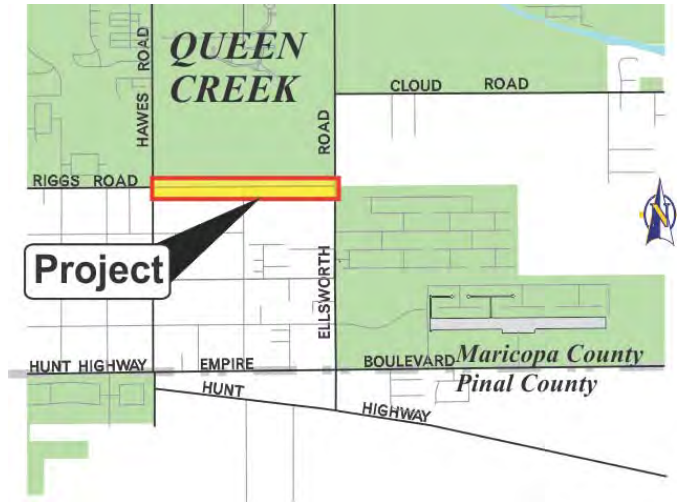 QUEEN
CREEK
HAWES ROAD
ROAD
CLOUD ROAD
RIGGS ROAD
Project
N
ELLSWORTH
HUNT HIGHWAY EMPIRE BOULEVARD
Maricopa County
Pinal County
HUNT HIGHWAY